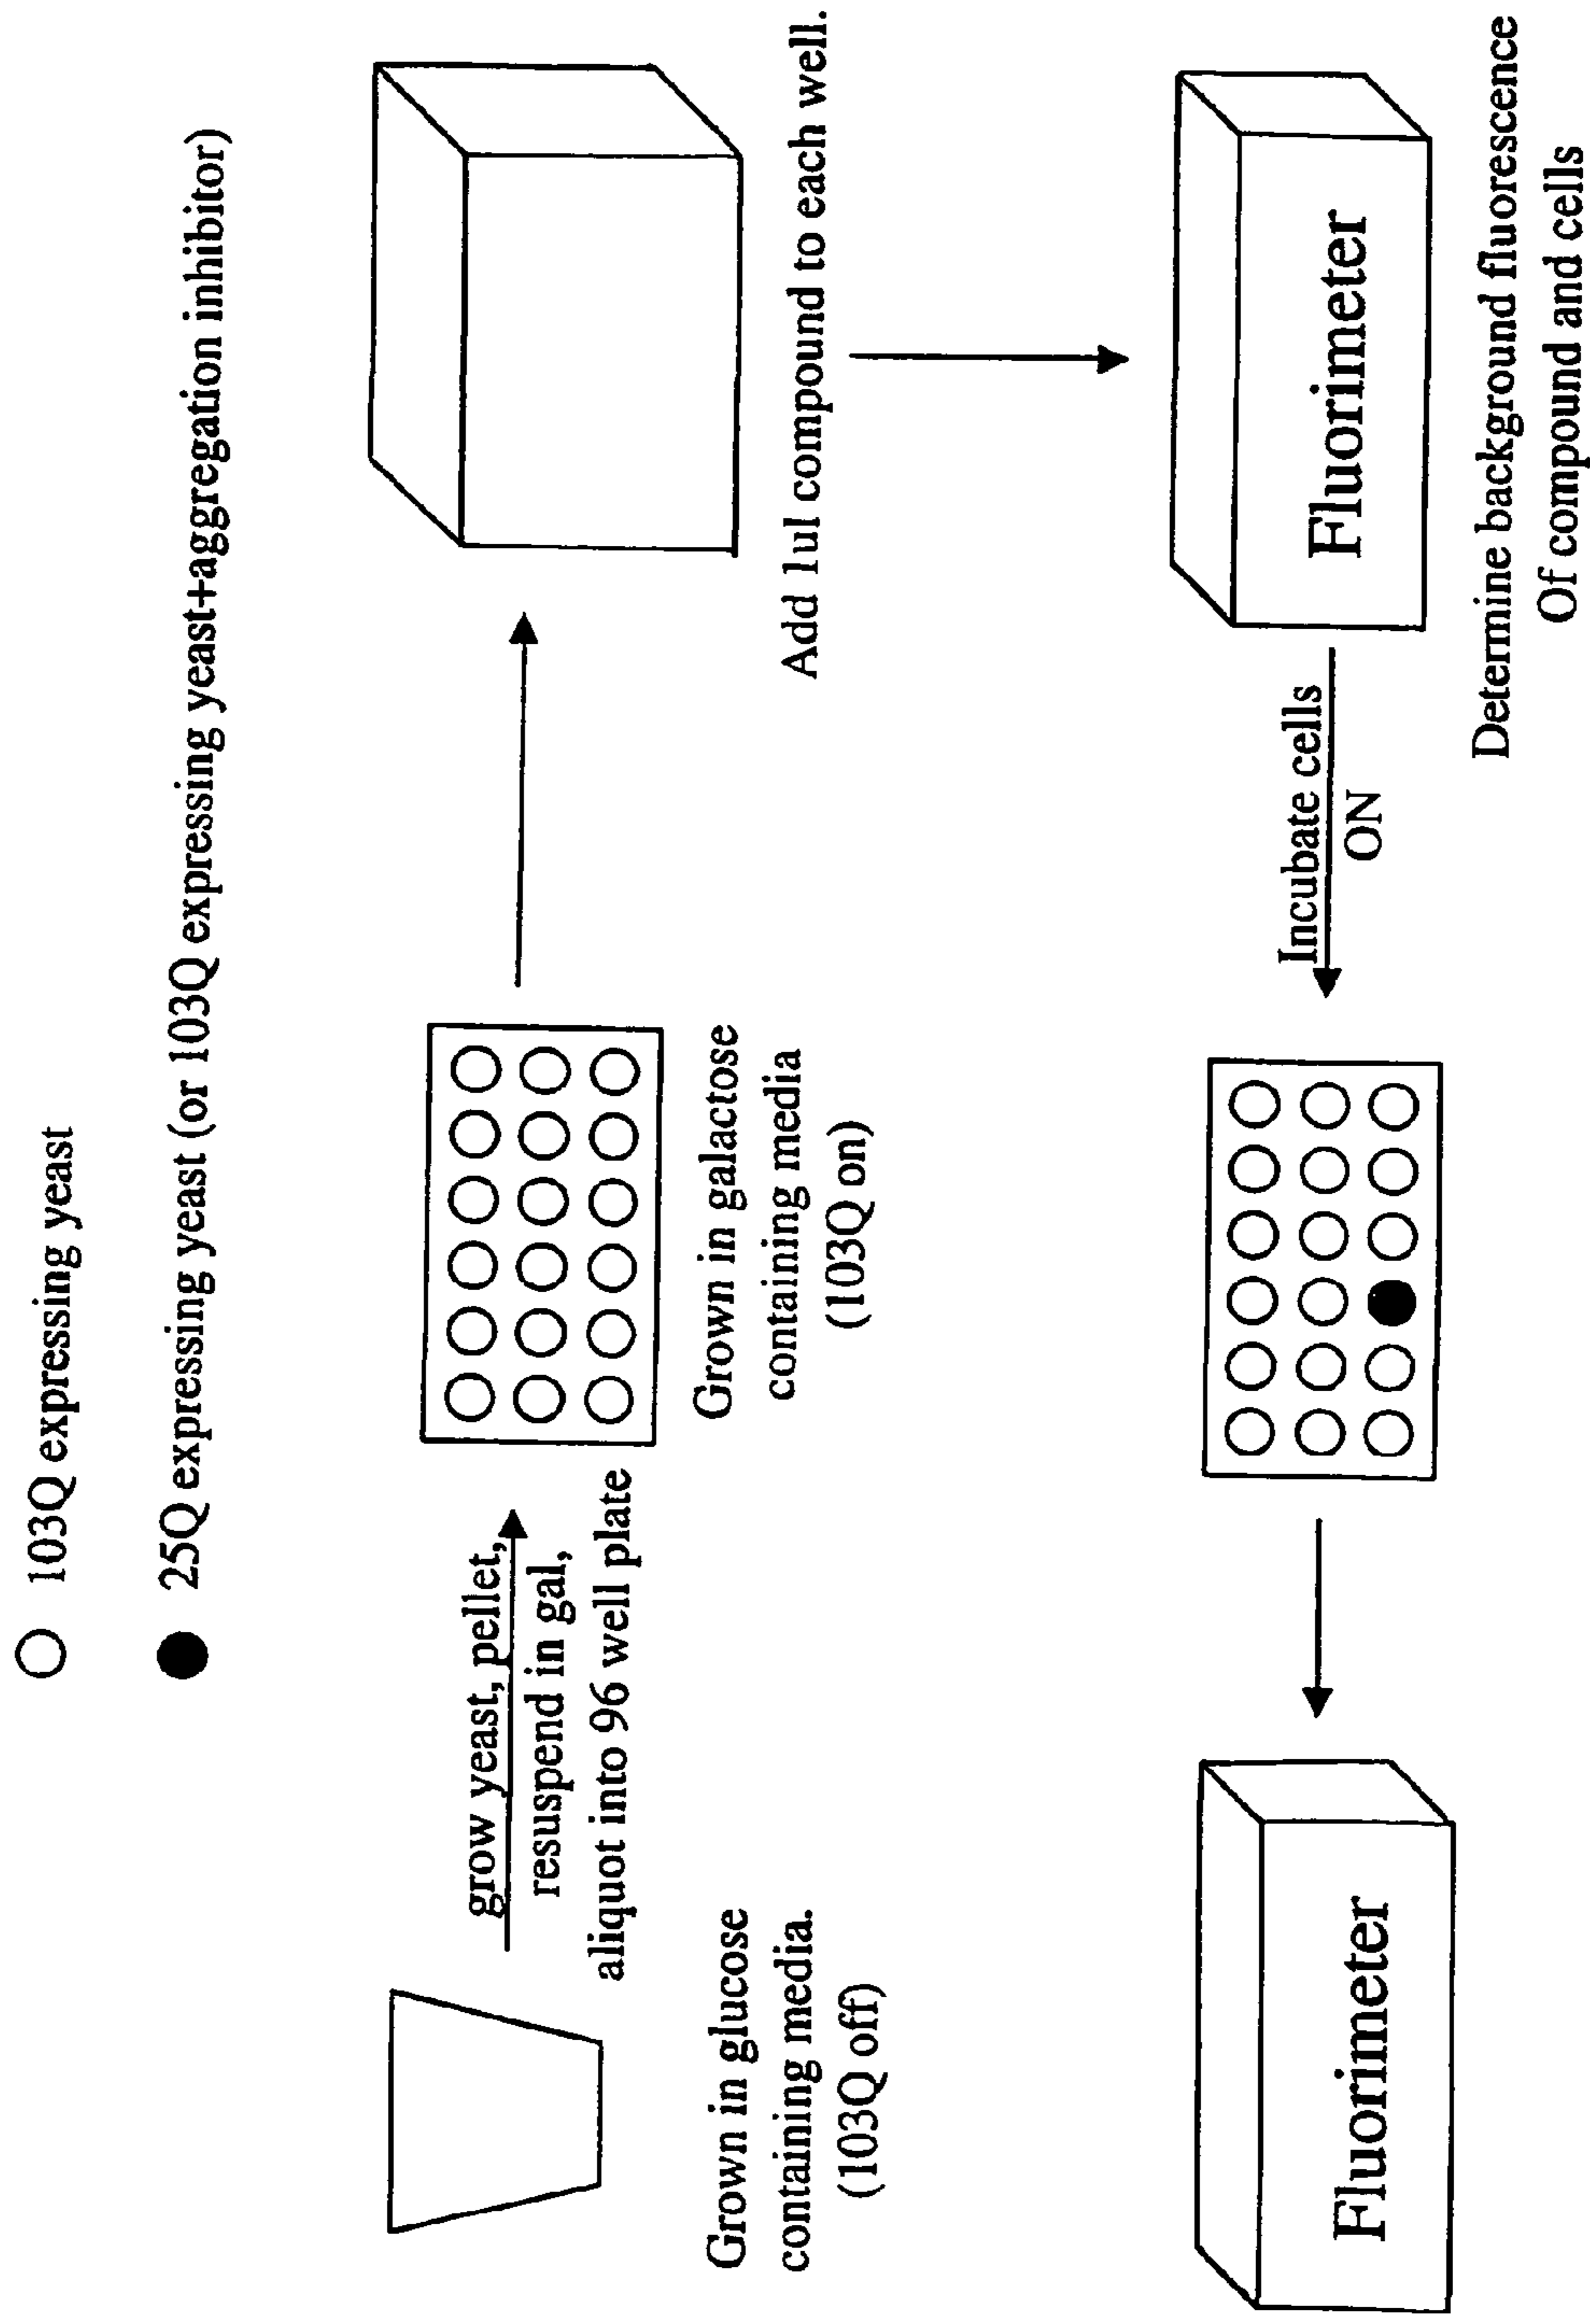 103Q expressing yeast
25Q expressing yeast (or 103Q expressing yeast+aggregation inhibitor)
grow yeast, pellet,
resuspend in gal,
aliquot into 96 well plate
Grown in glucose
containing media.
(103Q off)
Grown in galactose
containing media
(103Q on)
Add 1ul compound to each well.
Fluorimeter
Determine background fluorescence
Of compound and cells
Incubate cells
ON
Fluorimeter